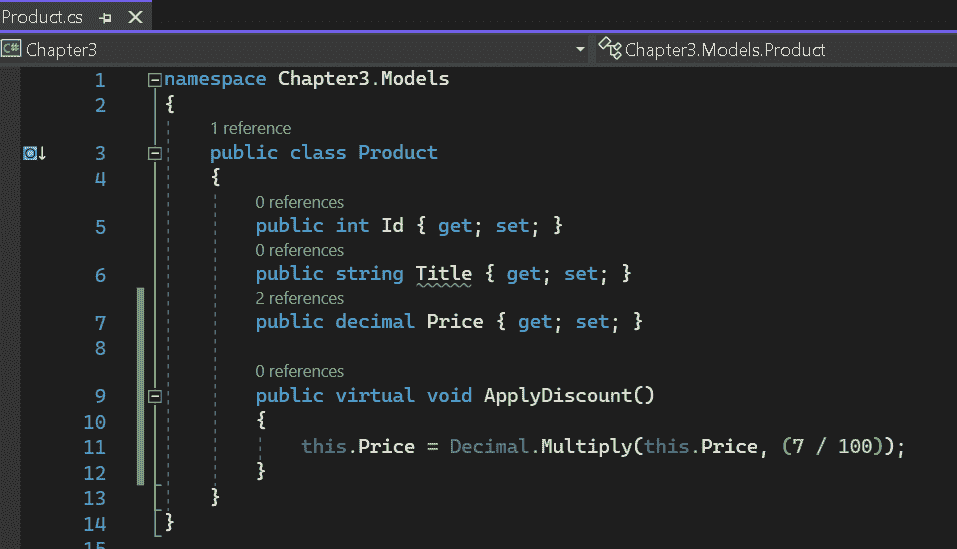 Product.cs
C# Chapter3 Chapter3.Models.Product
1 namespace Chapter3.Models
2 {
1 reference
3 public class Product
4 {
0 references
5 public int Id { get; set; }
0 references
6 public string Title { get; set; }
2 references
7 public decimal Price { get; set; }
8
0 references
9 public virtual void ApplyDiscount()
10 {
11 this.Price = Decimal.Multiply(this.Price, (7 / 100));
12 }
13 }
14 }
15